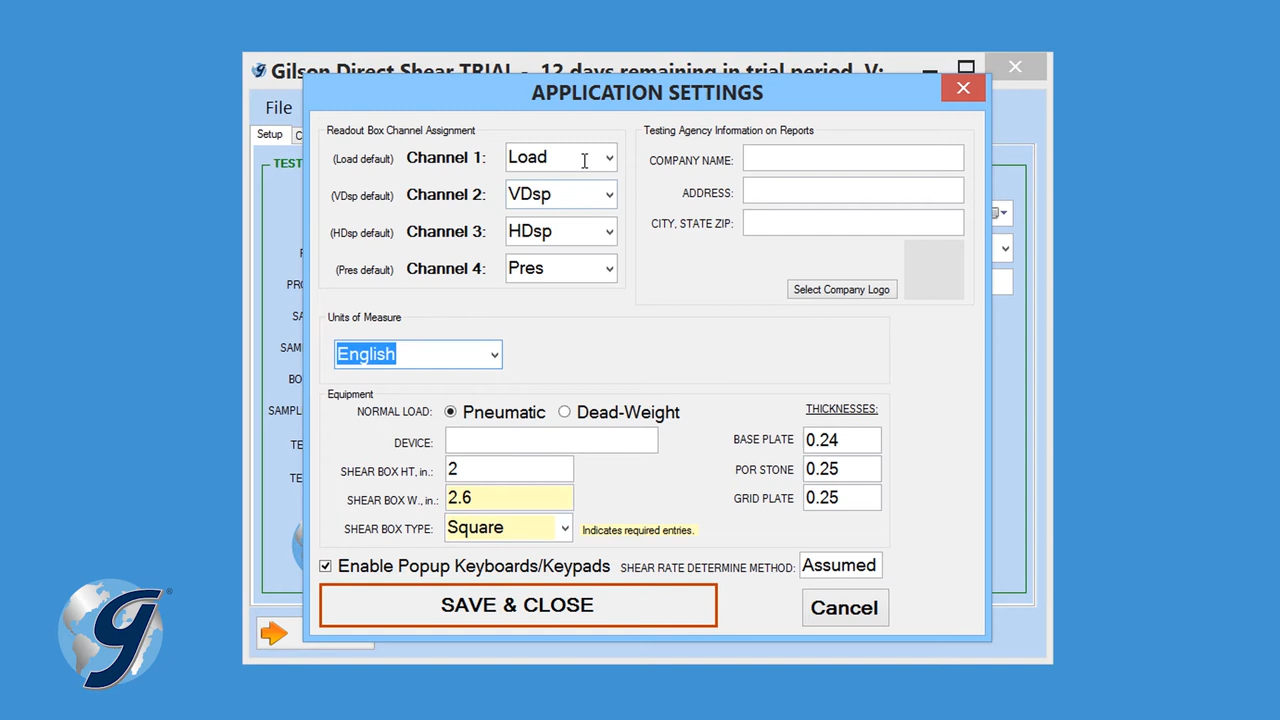 Gilson Direct Shear TRIAL - 12 days remaining in trial period V:
APPLICATION SETTINGS
File
Setup
TEST
Readout Box Channel Assignment
(Load default) Channel 1: Load
(VDsp default) Channel 2: VDsp
(HDsp default) Channel 3: HDsp
(Pres default) Channel 4: Pres
Testing Agency Information on Reports
COMPANY NAME:
ADDRESS:
CITY, STATE ZIP:
Select Company Logo
Units of Measure
English
Equipment
NORMAL LOAD: Pneumatic Dead-Weight
DEVICE:
SHEAR BOX HT, in.: 2
SHEAR BOX W., in.: 2.6
SHEAR BOX TYPE: Square Indicates required entries.
THICKNESSES:
BASE PLATE 0.24
POR STONE 0.25
GRID PLATE 0.25
Enable Popup Keyboards/Keypads SHEAR RATE DETERMINE METHOD: Assumed
SAVE & CLOSE Cancel
PRO
SA
SAM
BO
SAMPL
TE
TE
g